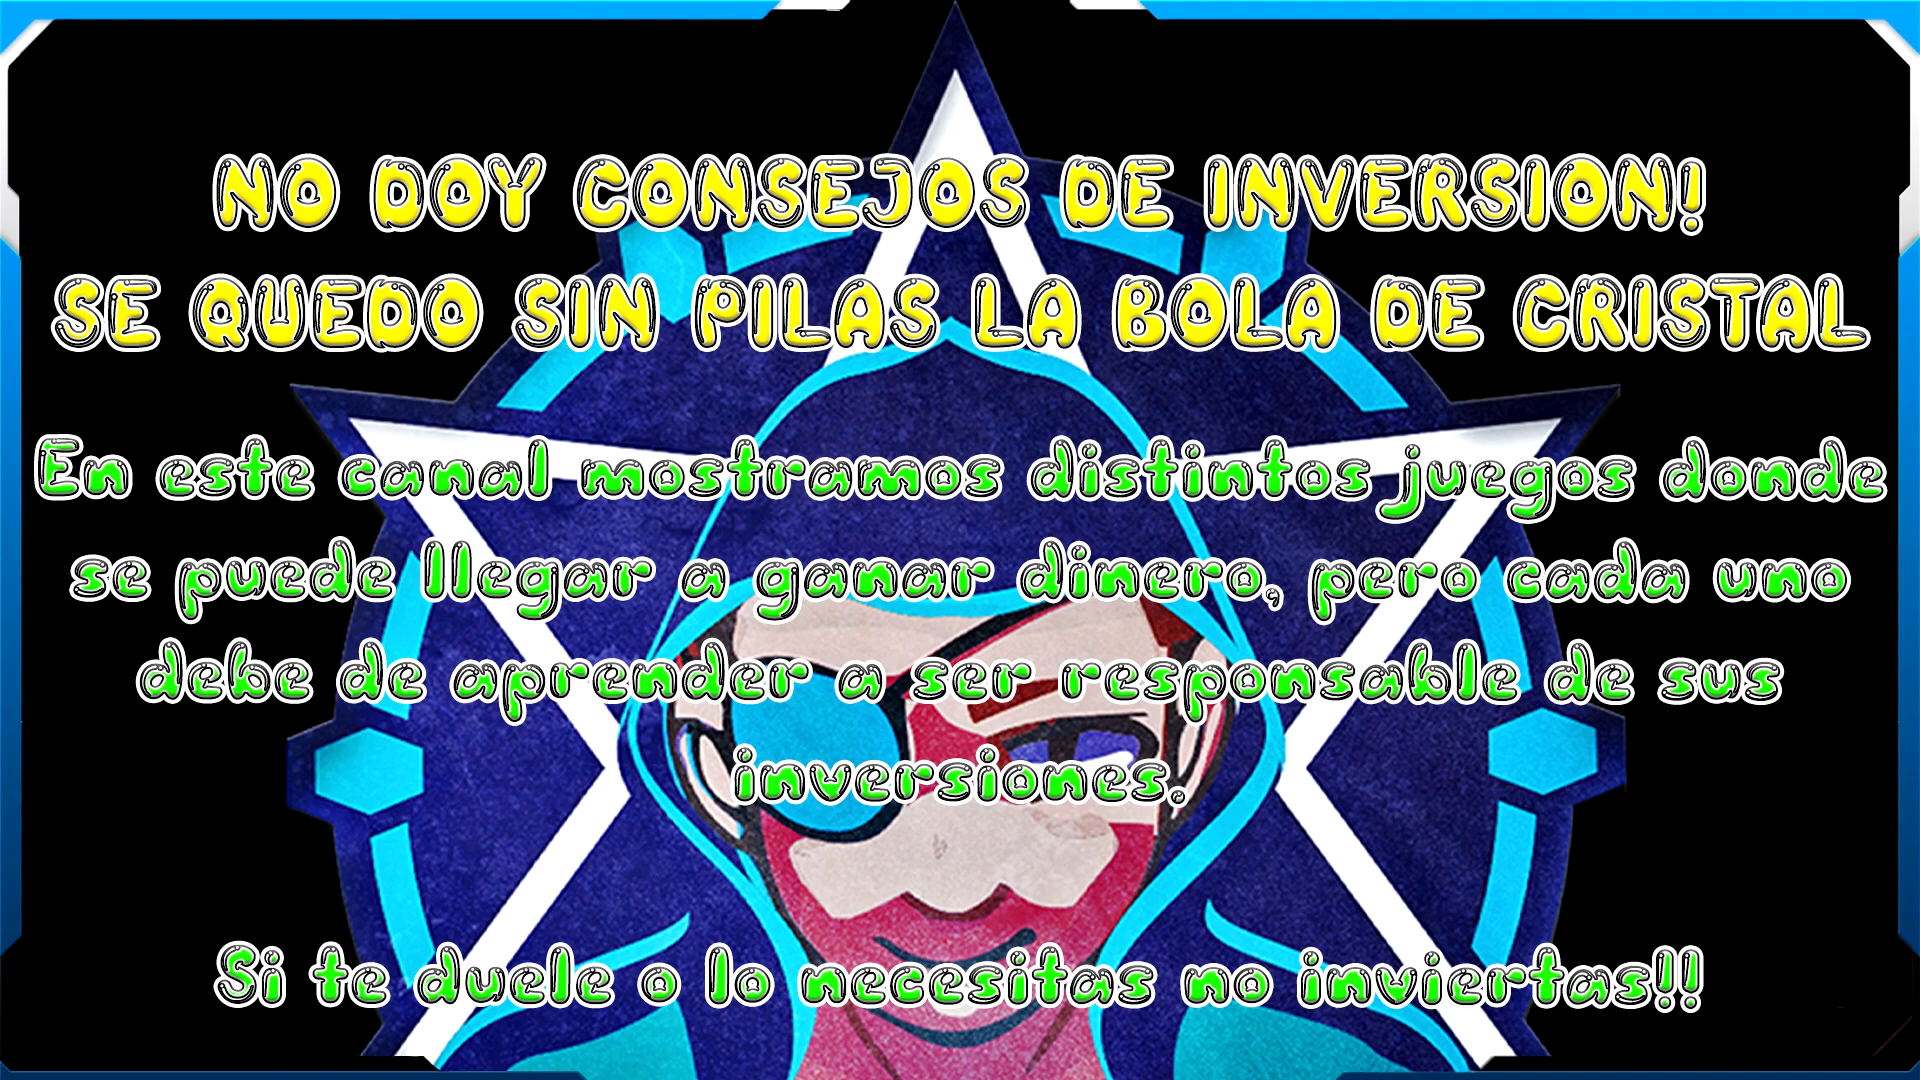 NO DOY CONSEJOS DE INVERSION!
SE QUEDO SIN PILAS LA BOLA DE CRISTAL
En este canal mostramos distintos juegos donde
se puede llegar a ganar dinero, pero cada uno
debe de aprender a ser responsable de sus
inversiones.
Si te duele o lo necesitas no inviertas!!